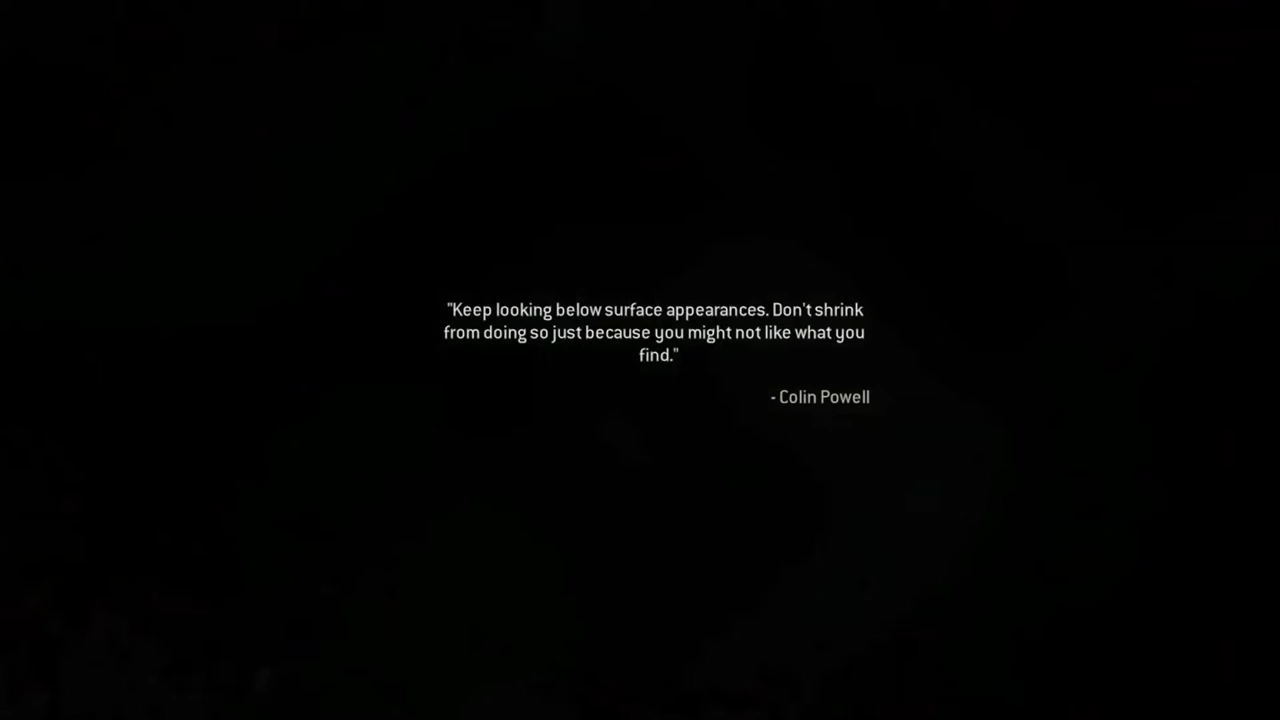 "Keep looking below surface appearances. Don't shrink
from doing so just because you might not like what you
find."
- Colin Powell